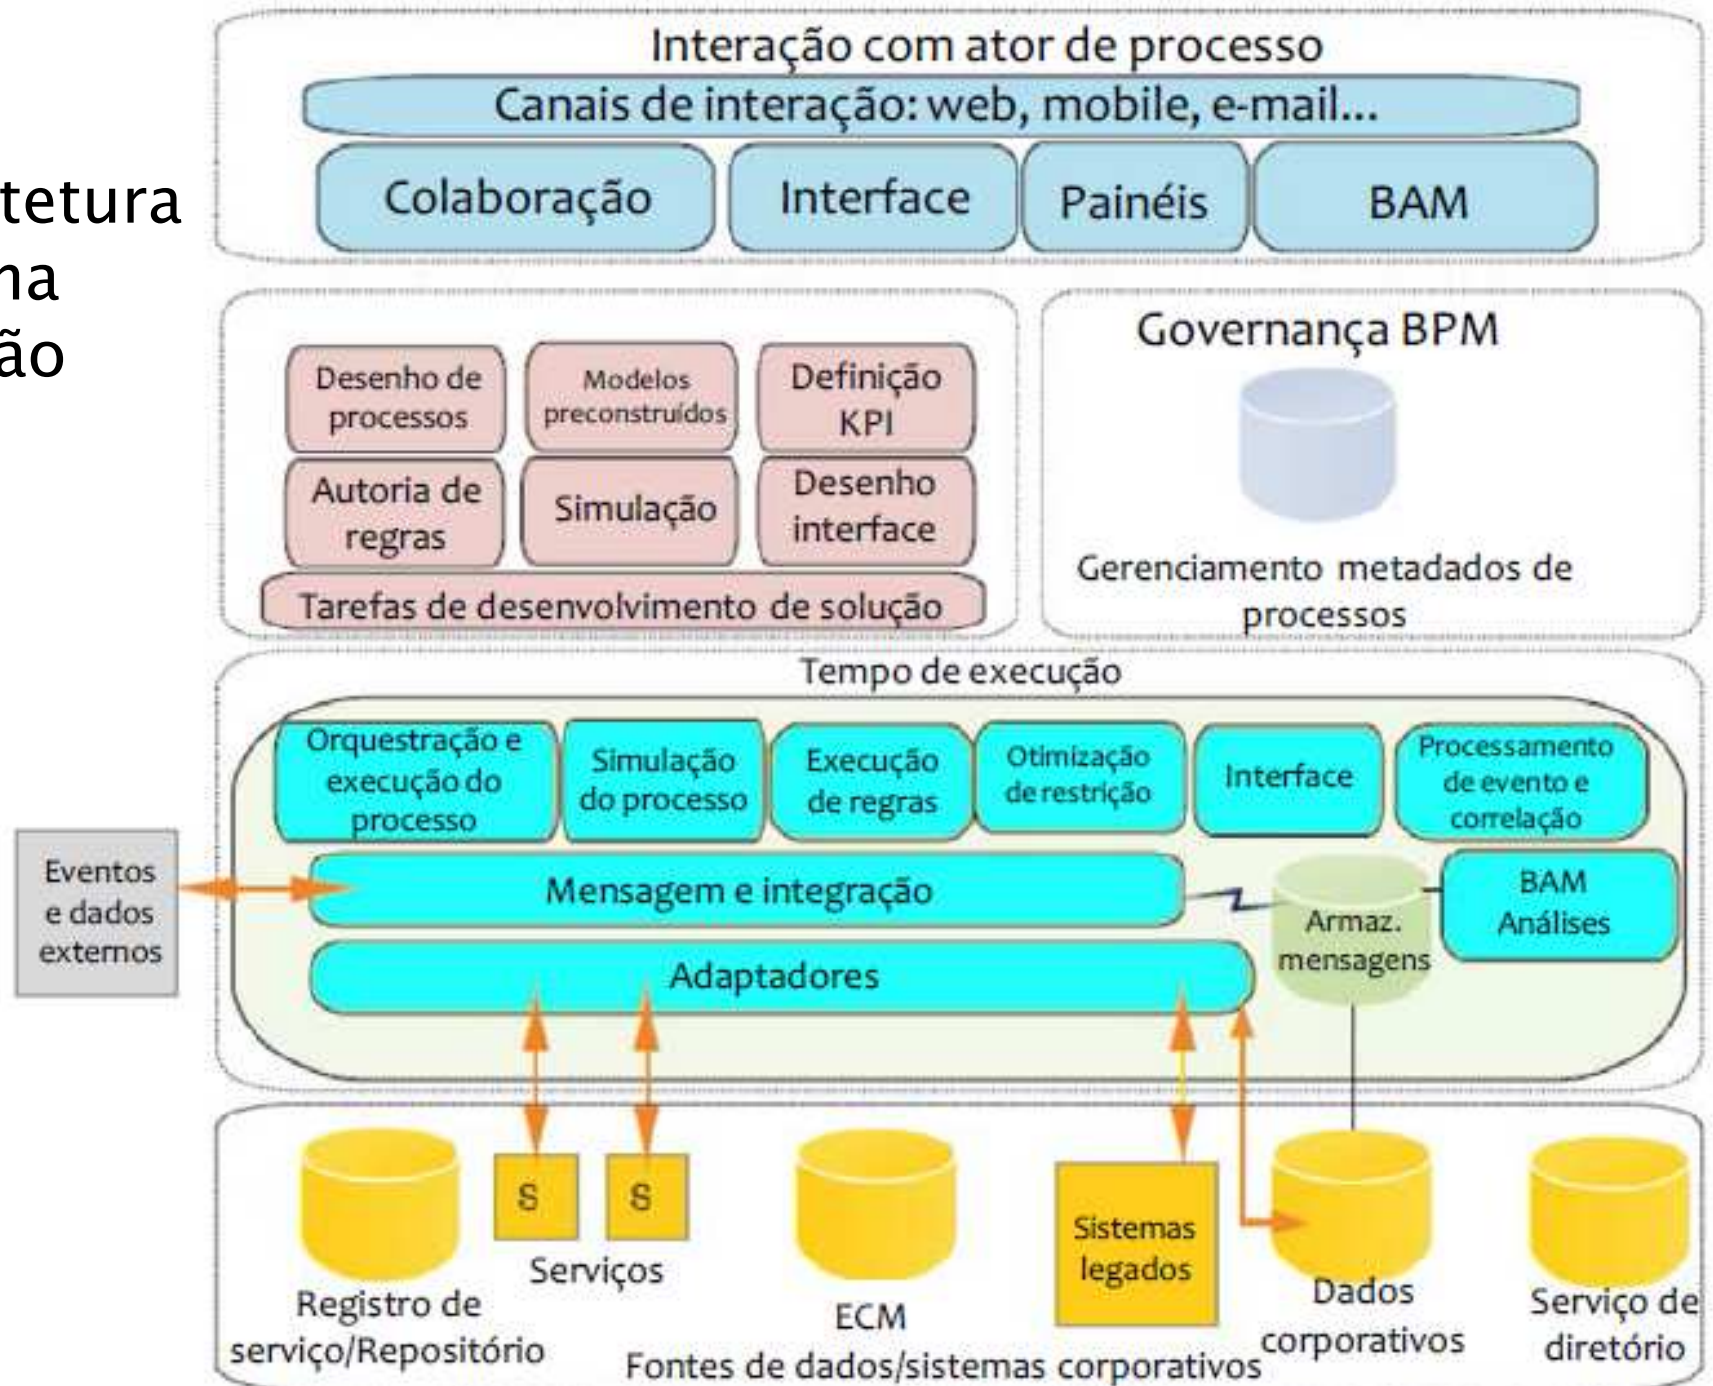 tetura
na
ão
Interação com ator de processo
Canais de interação: web, mobile, e-mail...
Colaboração
Interface
Painéis
BAM
Desenho de
processos
Modelos
preconstruídos
Definição
KPI
Autoria de
regras
Simulação
Desenho
interface
Tarefas de desenvolvimento de solução
Governança BPM
Gerenciamento metadados de
processos
Tempo de execução
Orquestração e
execução do
processo
Simulação
do processo
Execução
de regras
Otimização
de restrição
Interface
Processamento
de evento e
correlação
Eventos
e dados
externos
Mensagem e integração
Armaz.
mensagens
BAM
Análises
Adaptadores
Registro de
serviço/Repositório
S
S
Serviços
ECM
Sistemas
legados
Dados
corporativos
Serviço de
diretório
Fontes de dados/sistemas corporativos